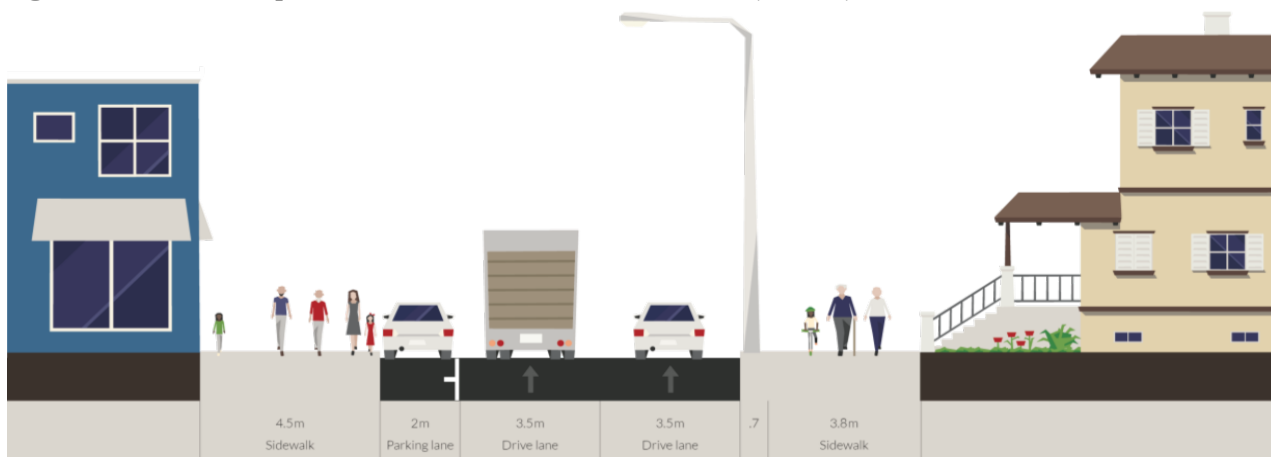 4.5m
Sidewalk
2m
Parking lane
3.5m
Drive lane
3.5m
Drive lane
.7
3.8m
Sidewalk